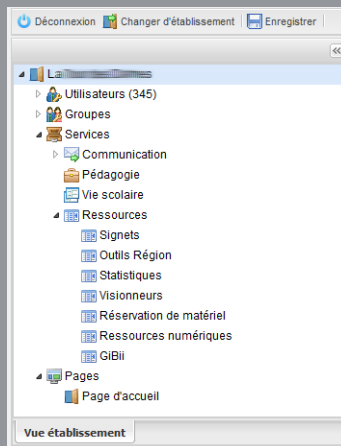 Déconnexion Changer d'établissement Enregistrer
Utilisateurs (345)
Groupes
Services
Communication
Pédagogie
Vie scolaire
Ressources
Signets
Outils Région
Statistiques
Visionneurs
Réservation de matériel
Ressources numériques
GiBii
Pages
Page d'accueil
Vue établissement